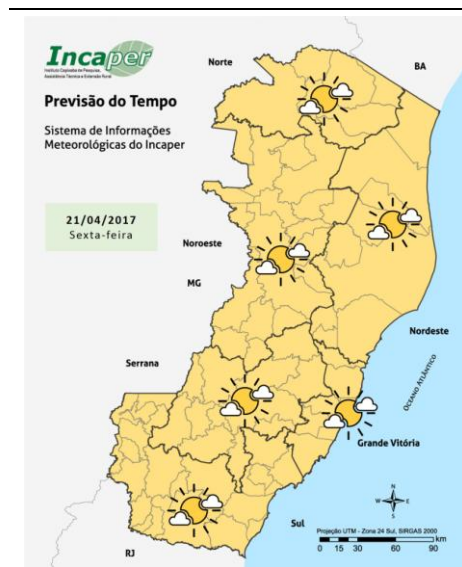 Incaper
Instituto Capixaba de Pesquisa,
Assistência Técnica e Extensão Rural
Previsão do Tempo
Sistema de Informações
Meteorológicas do Incaper
21/04/2017
Sexta-feira
Norte
BA
Noroeste
MG
Nordeste
Serrana
OCEANO ATLÂNTICO
Grande Vitória
N
W
E
S
Sul
RJ
Projeção UTM - Zone 24 Sul, SIRGAS 2000
0 15 30 60 90
km